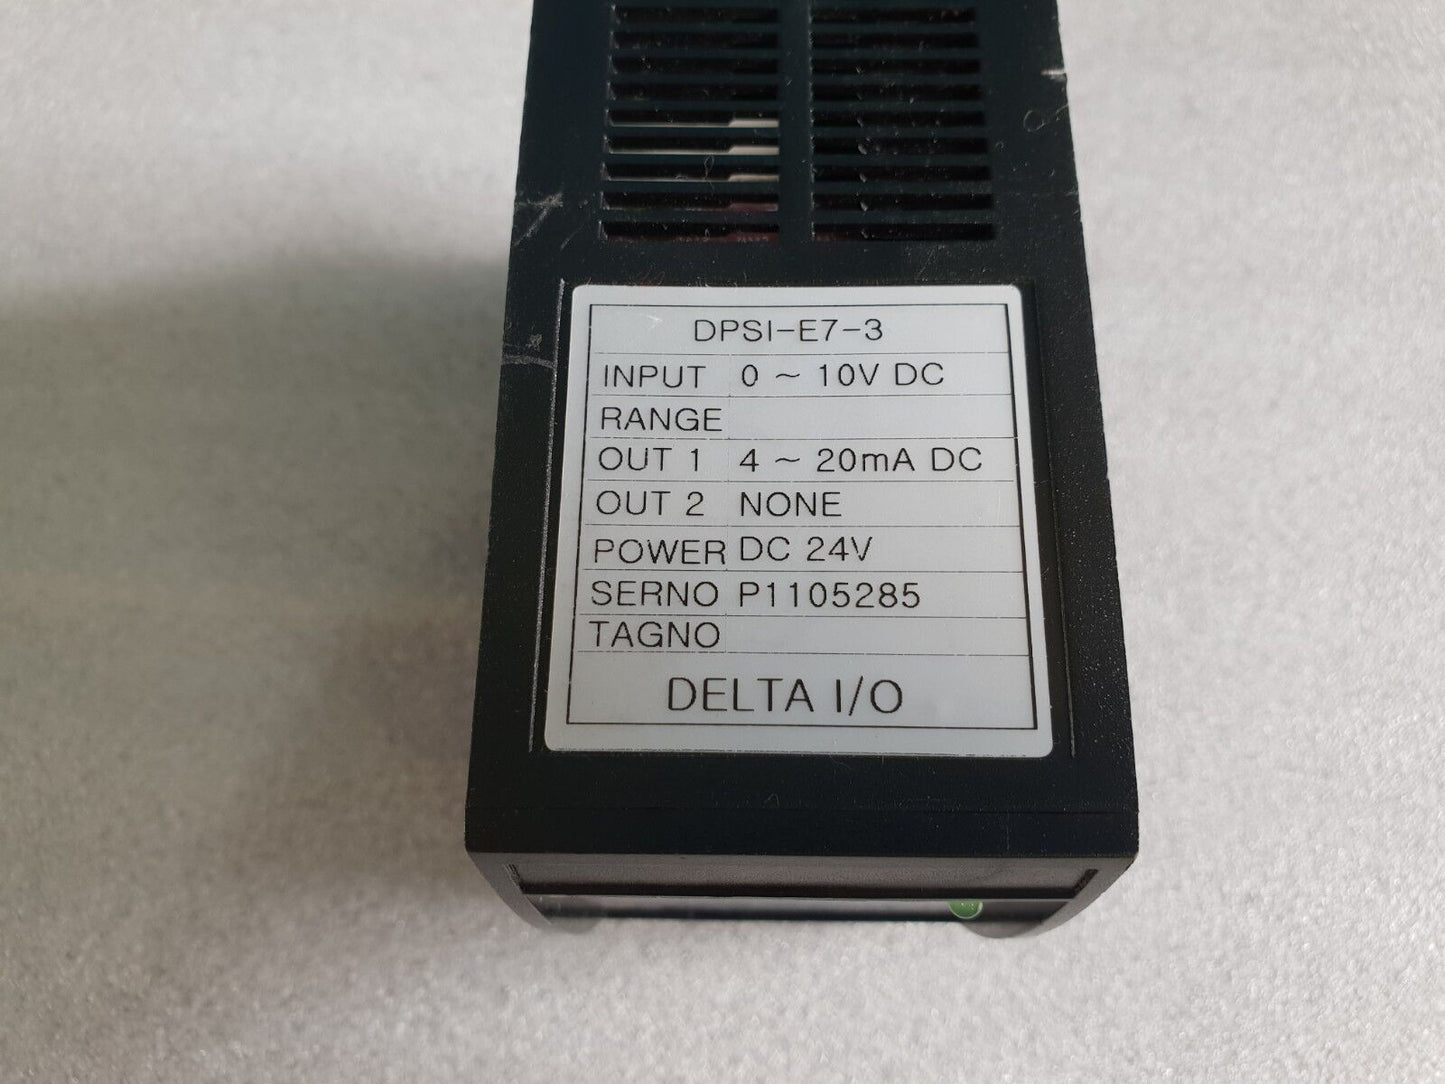 DPSI-E7-3
INPUT 0 ~ 10V DC
RANGE
OUT 1 4 ~ 20mA DC
OUT 2 NONE
POWER DC 24V
SERNO P1105285
TAGNO
DELTA I/O